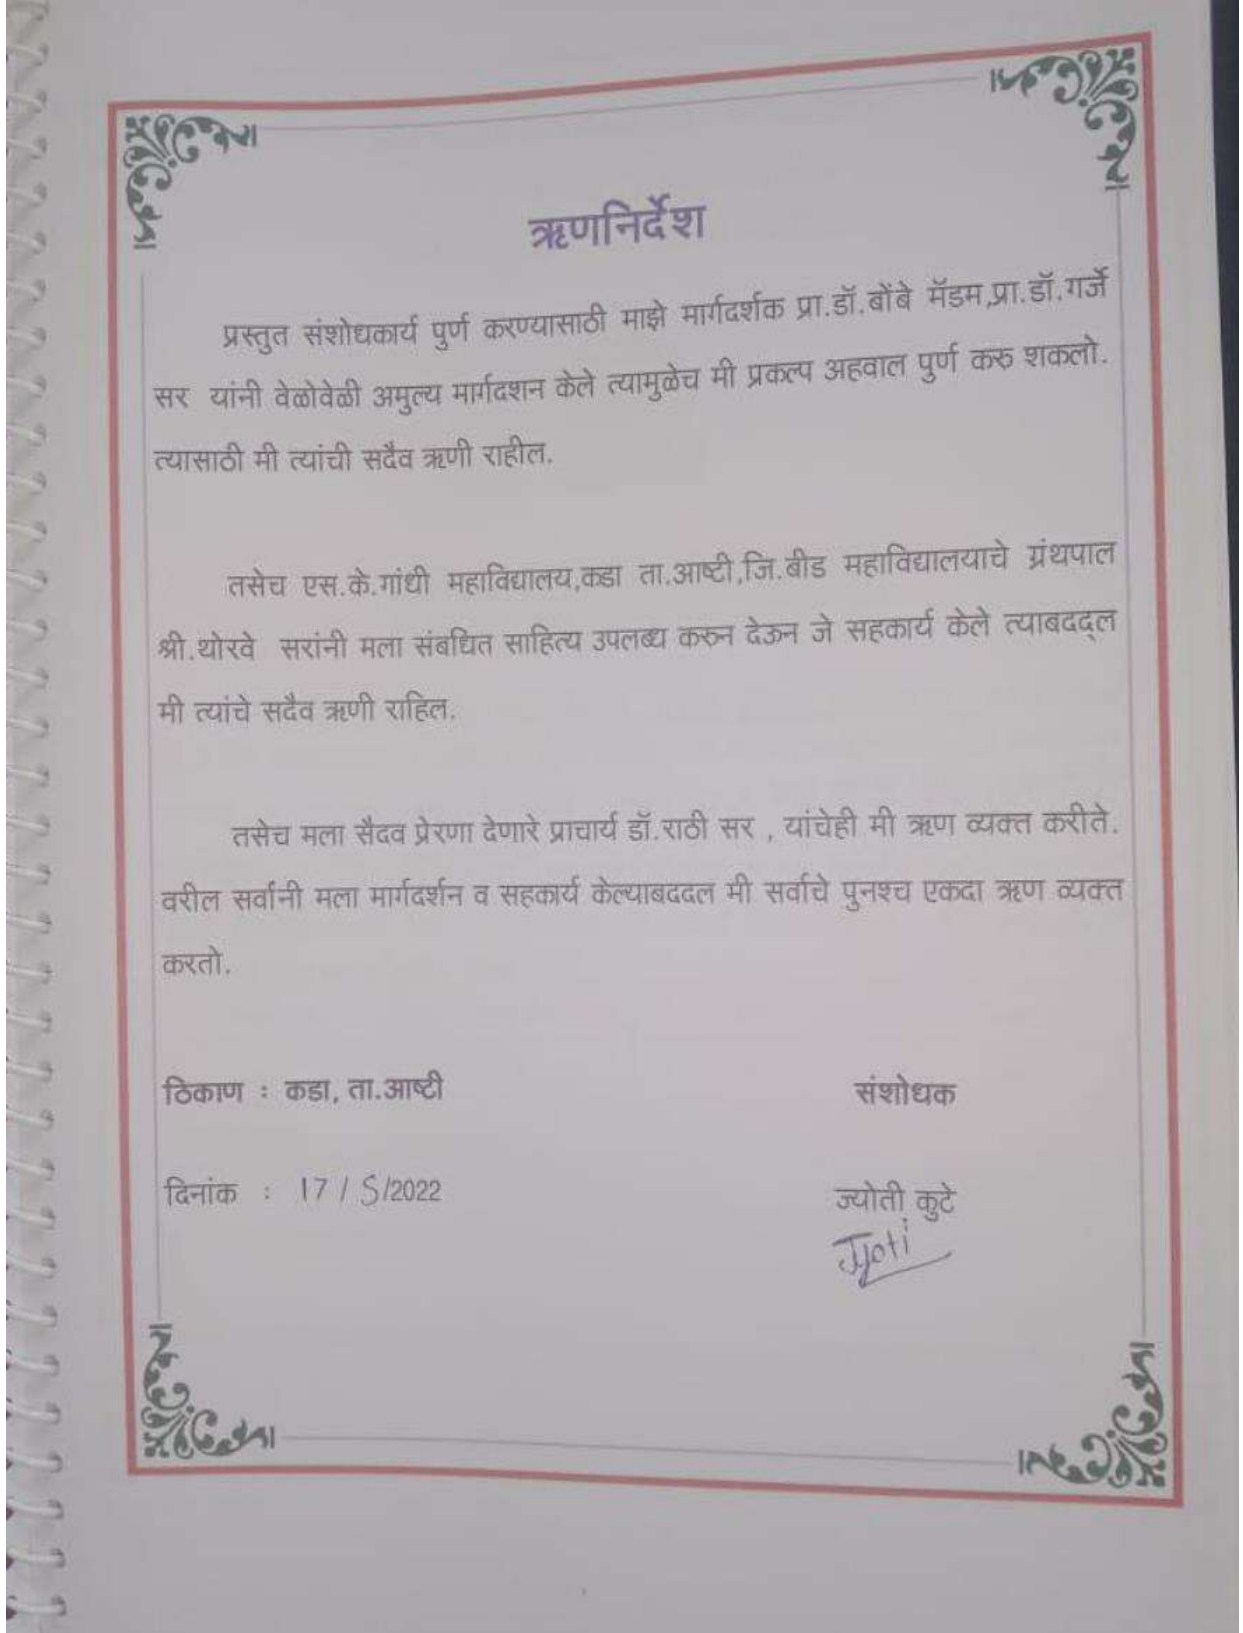 ऋणनिर्देश
प्रस्तुत संशोधकार्य पुर्ण करण्यासाठी माझे मार्गदर्शक प्रा.डॉ.बोंबे मॅडम,प्रा.डॉ.गर्जे
सर यांनी वेळोवेळी अमुल्य मार्गदशन केले त्यामुळेच मी प्रकल्प अहवाल पुर्ण करु शकलो.
त्यासाठी मी त्यांची सदैव ऋणी राहील.
तसेच एस.के.गांधी महाविद्यालय,कडा ता.आष्टी,जि.बीड महाविद्यालयाचे ग्रंथपाल
श्री.थोरवे सरांनी मला संबधित साहित्य उपलब्ध करुन देऊन जे सहकार्य केले त्याबदद्ल
मी त्यांचे सदैव ऋणी राहिल.
तसेच मला सैदव प्रेरणा देणारे प्राचार्य डॉ.राठी सर , यांचेही मी ऋण व्यक्त करीते.
वरील सर्वानी मला मार्गदर्शन व सहकार्य केल्याबददल मी सर्वाचे पुनश्च एकदा ऋण व्यक्त
करतो.
ठिकाण : कडा, ता.आष्टी संशोधक
दिनांक : 17 / 5/2022 ज्योती कुटे
Jyoti